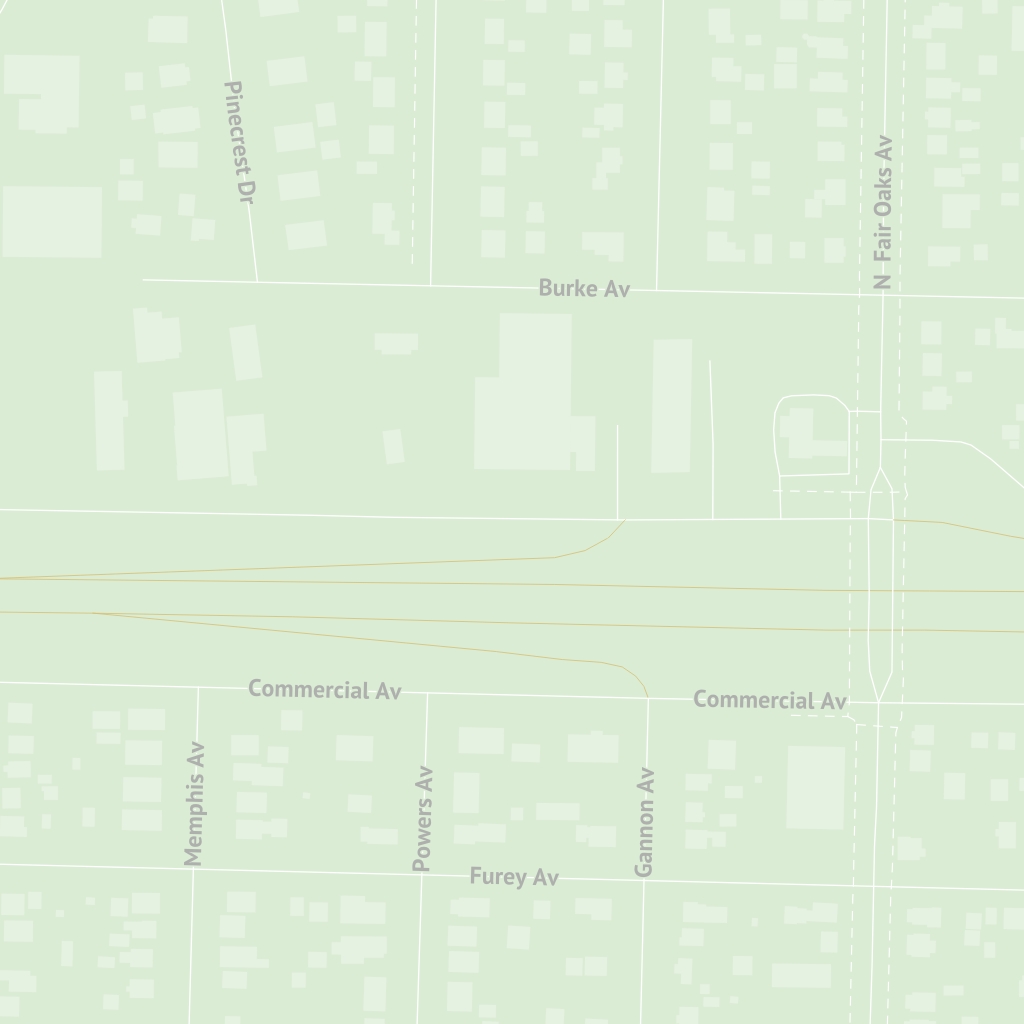 Pinecrest Dr
N Fair Oaks Av
Burke Av
Commercial Av
Commercial Av
Memphis Av
Powers Av
Gannon Av
Furey Av